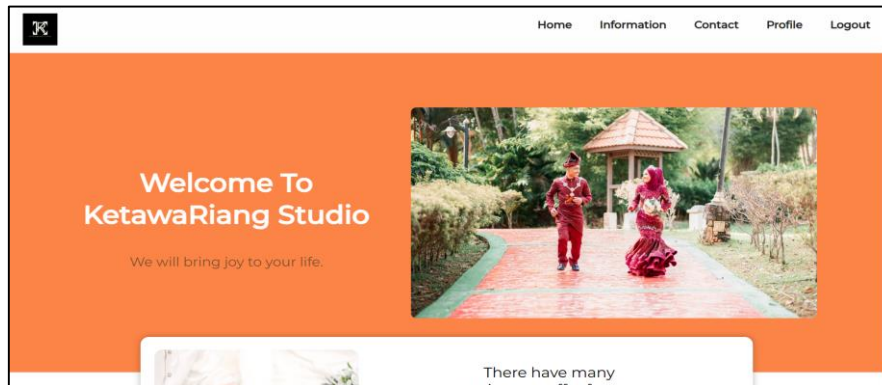 Home Information Contact Profile Logout
Welcome To
KetawaRiang Studio
We will bring joy to your life.
There have many